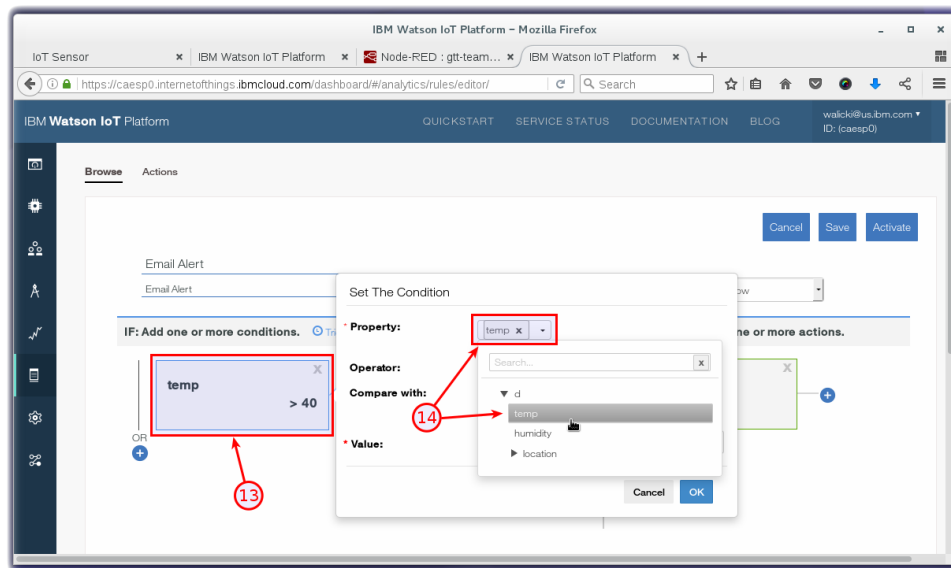 IBM Watson IoT Platform - Mozilla Firefox
IoT Sensor x IBM Watson IoT Platform x Node-RED : gtt-team... x IBM Watson IoT Platform x +
https://caesp0.internetofthings.ibmcloud.com/dashboard/#/analytics/rules/editor/ Search
IBM Watson IoT Platform QUICKSTART SERVICE STATUS DOCUMENTATION BLOG walicki@us.ibm.com
ID: (caesp0)
Browse Actions
Cancel Save Activate
Email Alert
Email Alert
Set The Condition
ow
IF: Add one or more conditions. Tri
* Property: temp x
ne or more actions.
temp X
> 40
Operator:
Search... x
X
Compare with:
d
14
temp
OR
humidity
* Value:
location
13
Cancel OK